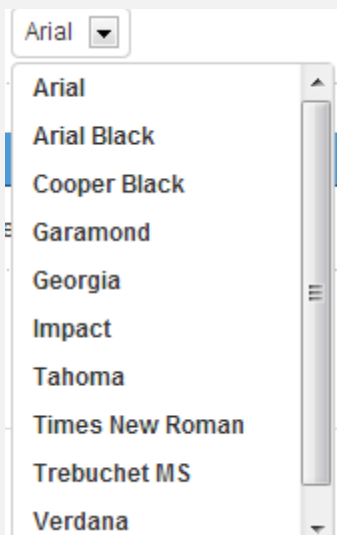 Arial
Arial
Arial Black
Cooper Black
Garamond
Georgia
Impact
Tahoma
Times New Roman
Trebuchet MS
Verdana